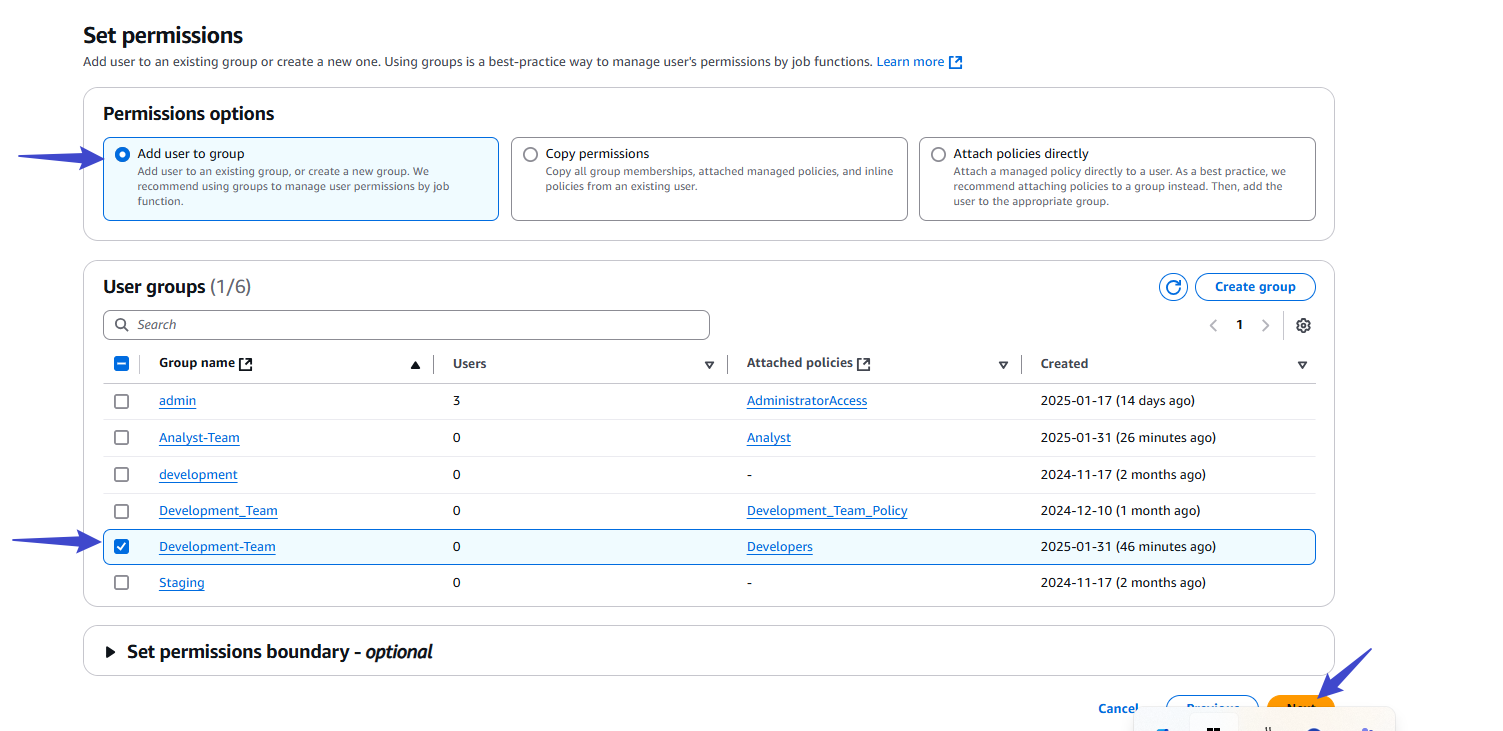 Set permissions
Add user to an existing group or create a new one. Using groups is a best-practice way to manage user's permissions by job functions. Learn more
Permissions options
Add user to group
Add user to an existing group, or create a new group. We
recommend using groups to manage user permissions by job
function.
Copy permissions
Copy all group memberships, attached managed policies, and inline
policies from an existing user.
Attach policies directly
Attach a managed policy directly to a user. As a best practice, we
recommend attaching policies to a group instead. Then, add the
user to the appropriate group.
User groups (1/6)
Create group
Search
1
Group name Users Attached policies Created
admin 3 AdministratorAccess 2025-01-17 (14 days ago)
Analyst-Team 0 Analyst 2025-01-31 (26 minutes ago)
development 0 - 2024-11-17 (2 months ago)
Development_Team 0 Development_Team_Policy 2024-12-10 (1 month ago)
Development-Team 0 Developers 2025-01-31 (46 minutes ago)
Staging 0 - 2024-11-17 (2 months ago)
Set permissions boundary - optional
Cancel Previous Next